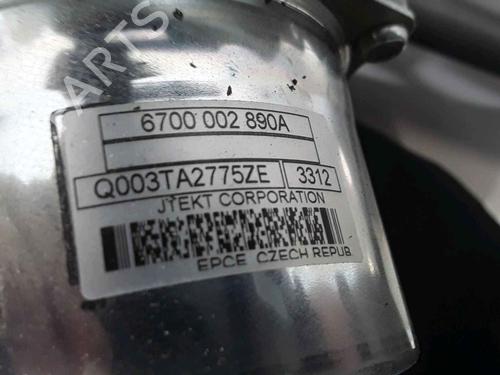 ARTS
6700 002 890A
Q003TA2775ZE 3312
JTEKT CORPORATION
EPCE CZECH REPUB